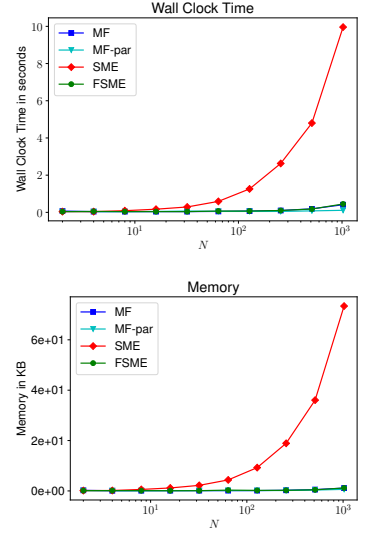 Wall Clock Time
10
8
6
4
2
0
Wall Clock Time in seconds
MF
MF-par
SME
FSME
10¹
10²
10³
N
Memory
6e+01
4e+01
2e+01
0e+00
Memory in KB
MF
MF-par
SME
FSME
10¹
10²
10³
N